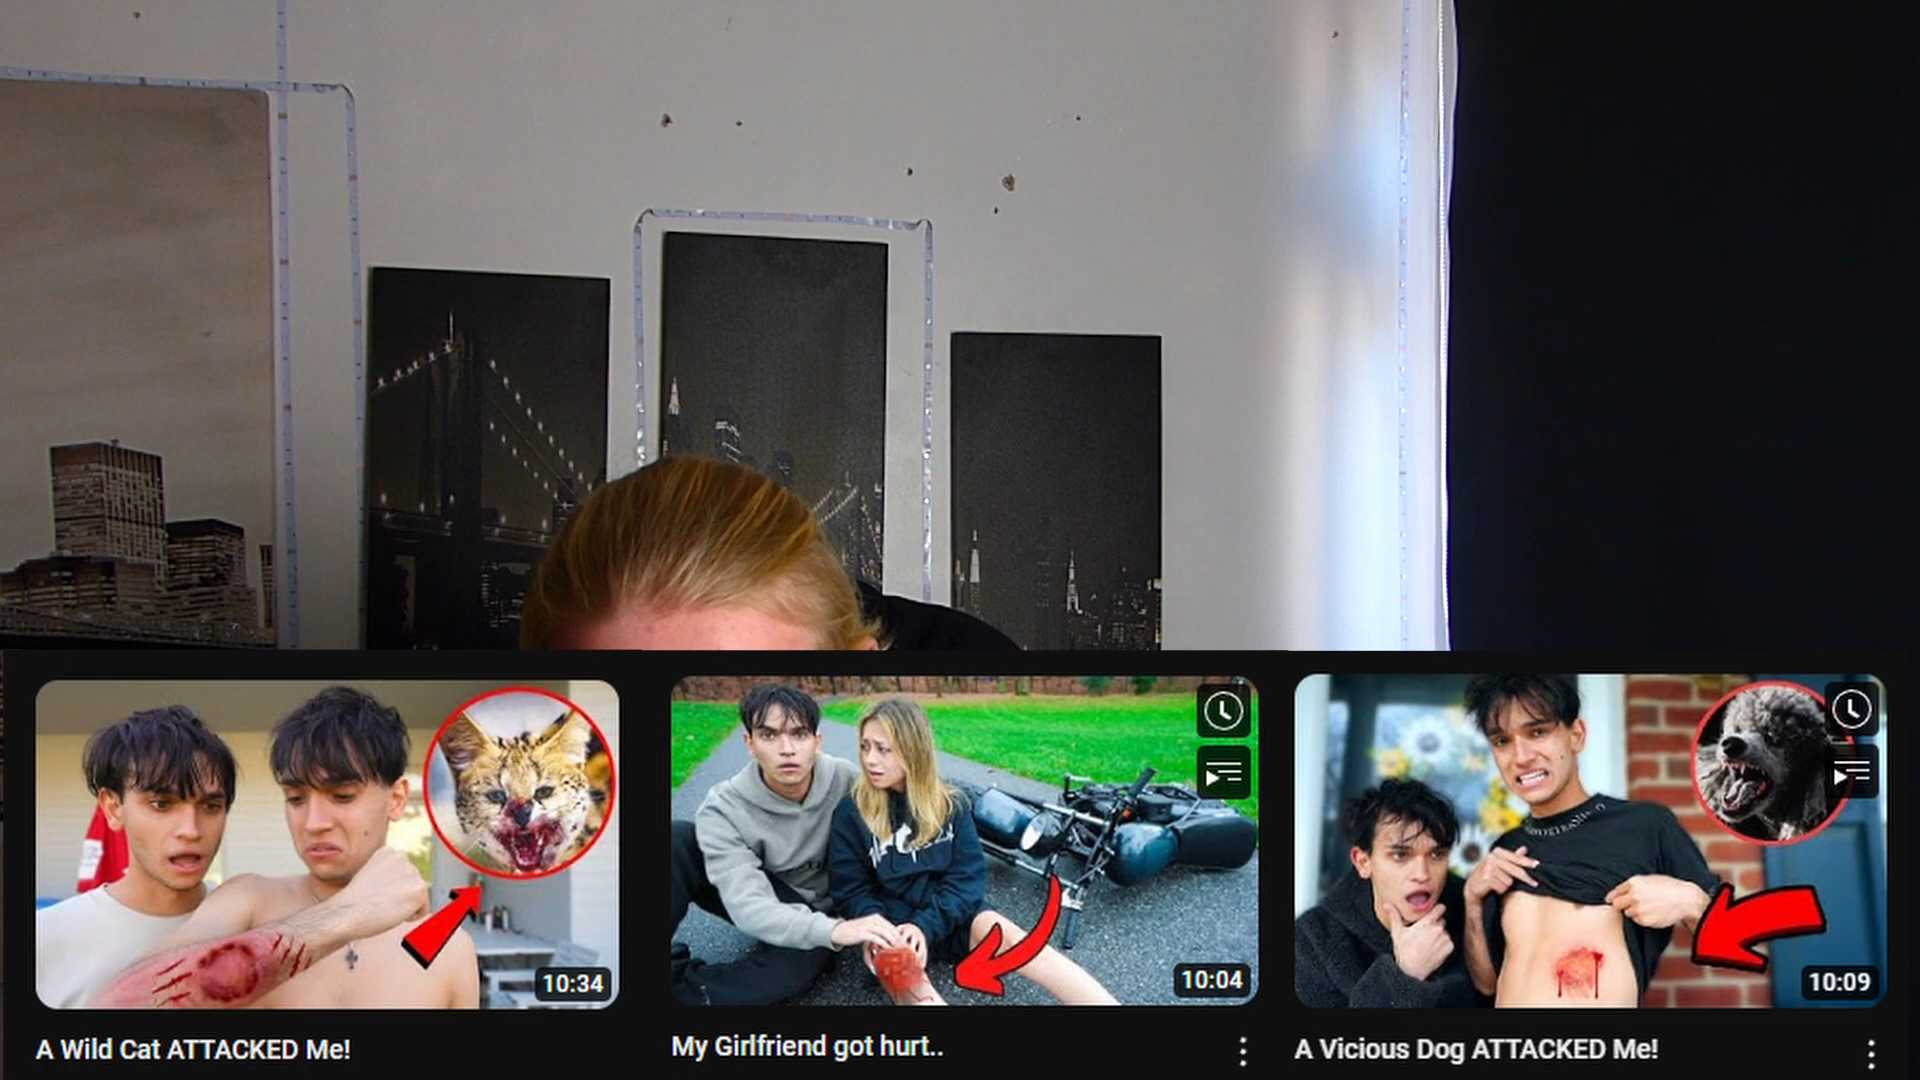 10:34
10:04
10:09
A Wild Cat ATTACKED Me!
My Girlfriend got hurt..
A Vicious Dog ATTACKED Me!